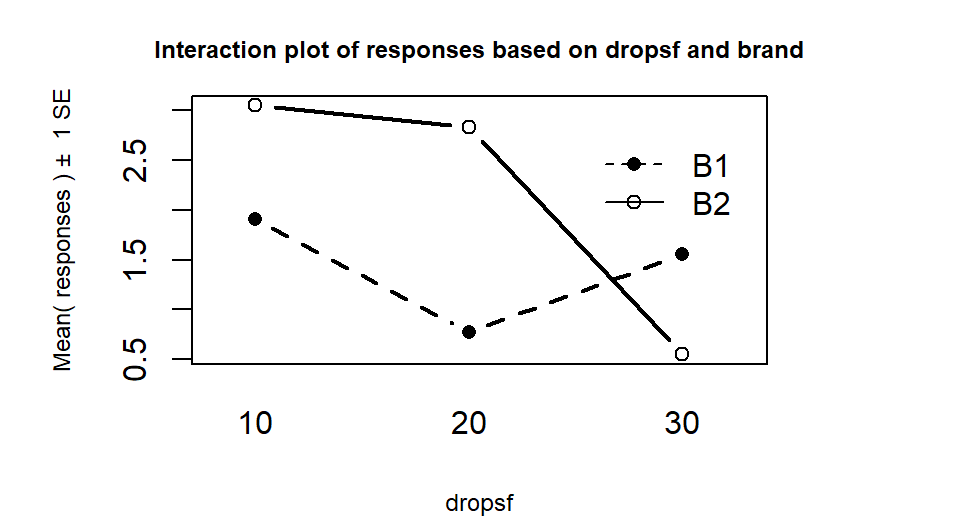 Interaction plot of responses based on dropsf and brand
Mean( responses ) ± 1 SE
2.5
1.5
0.5
B1
B2
10 20 30
dropsf